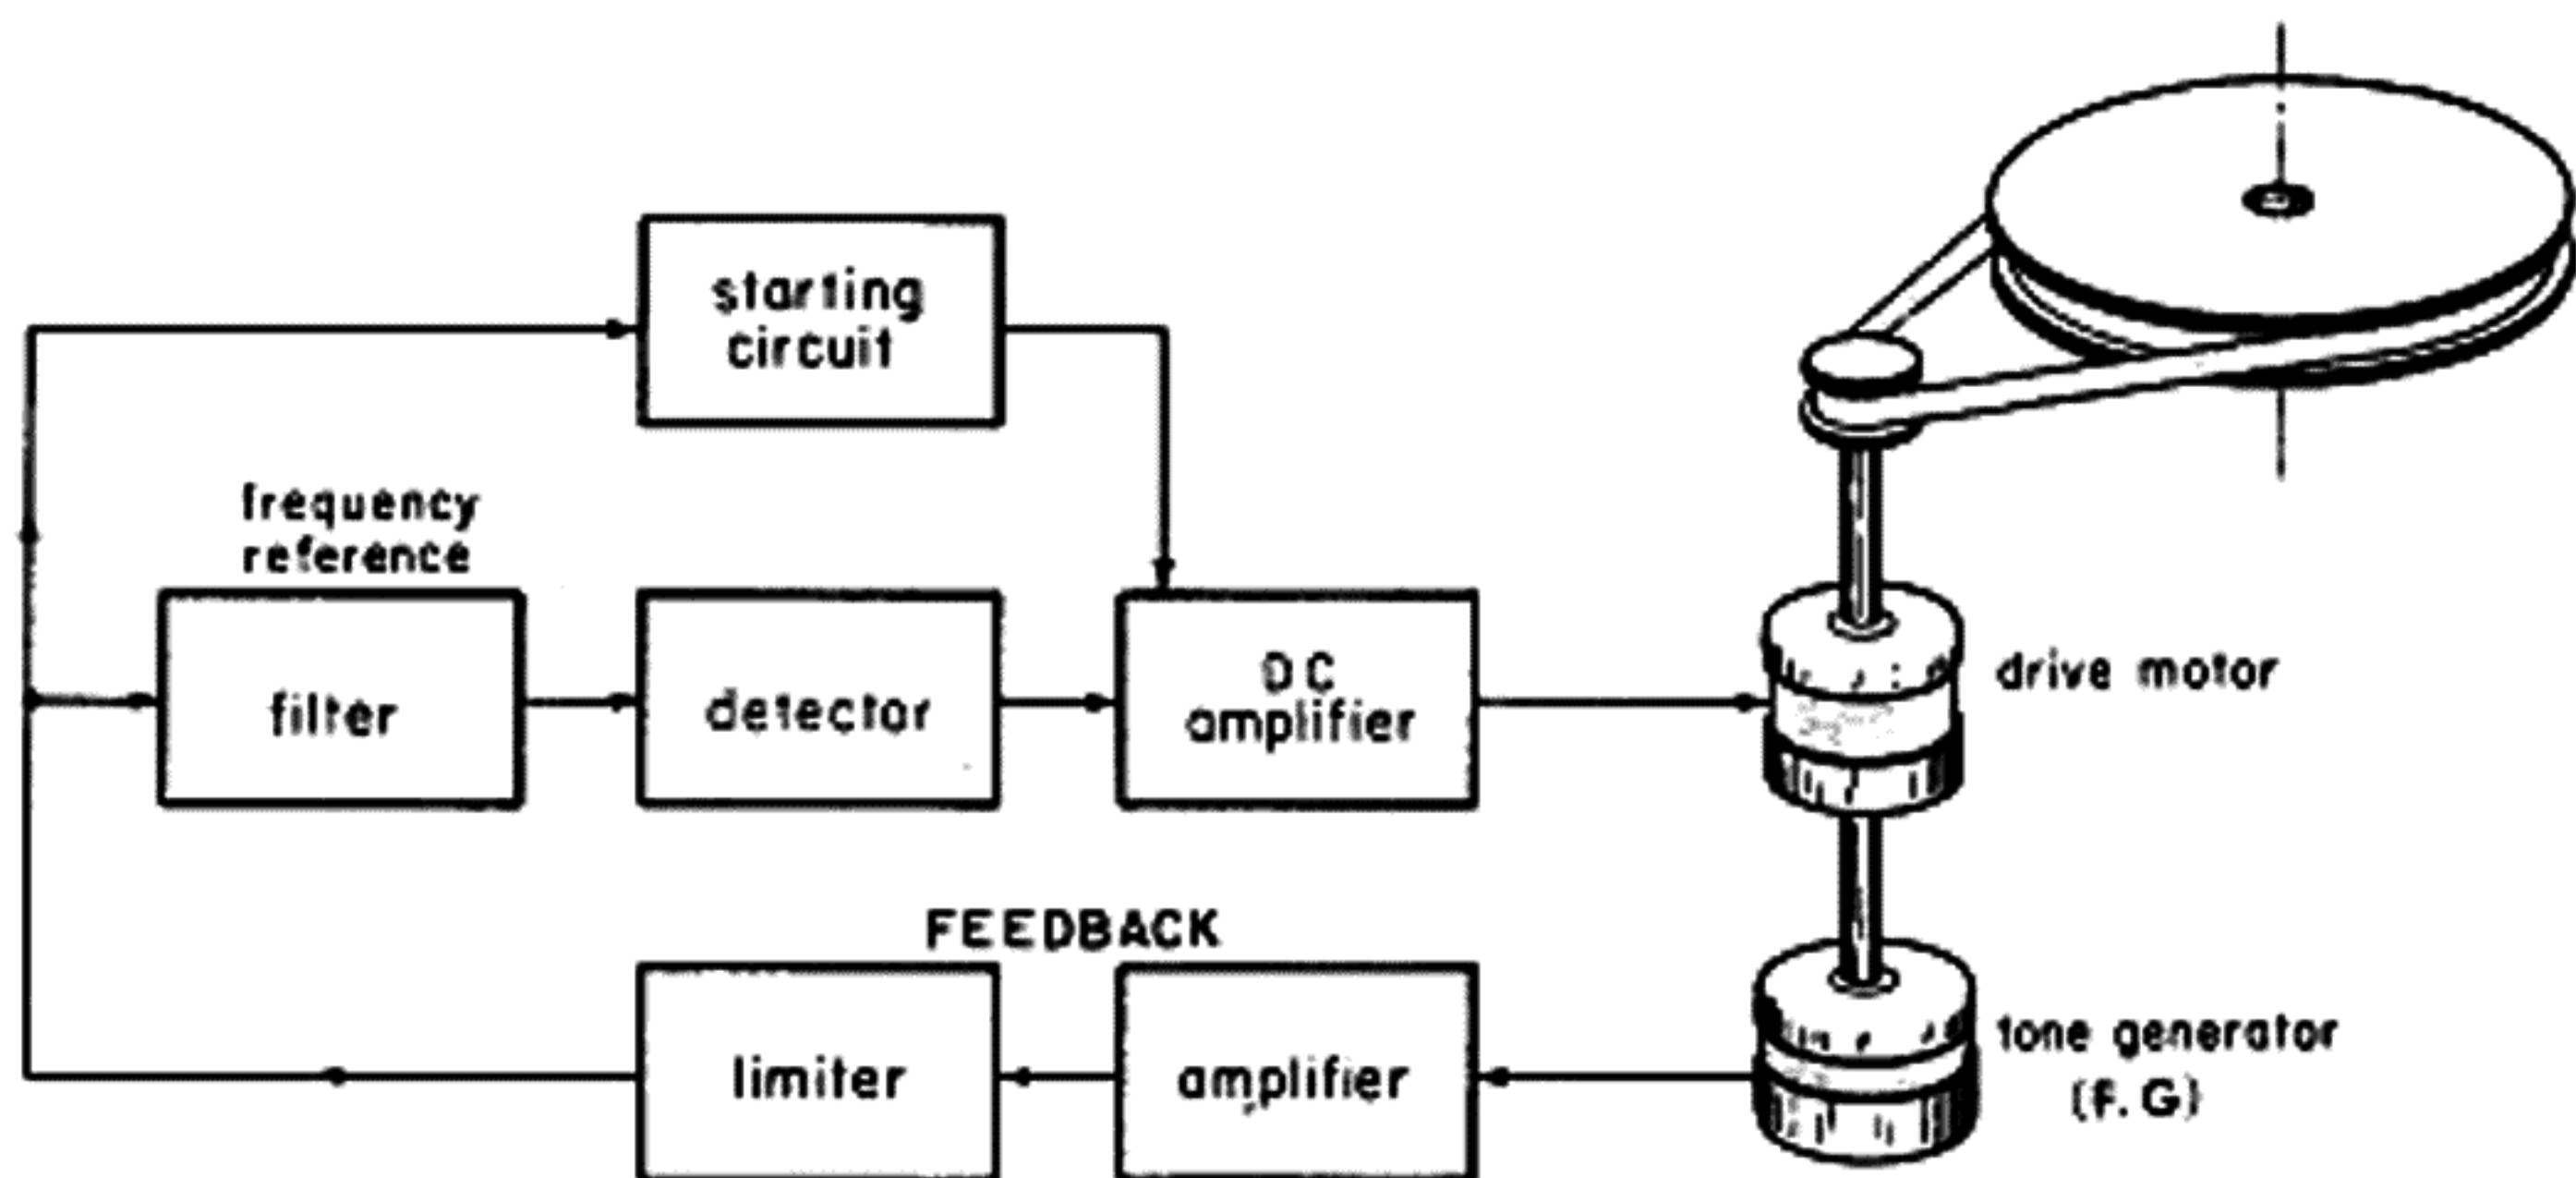 starting
circuit
frequency
reference
filter
detector
DC
amplifier
drive motor
FEEDBACK
limiter
amplifier
tone generator
(F.G)